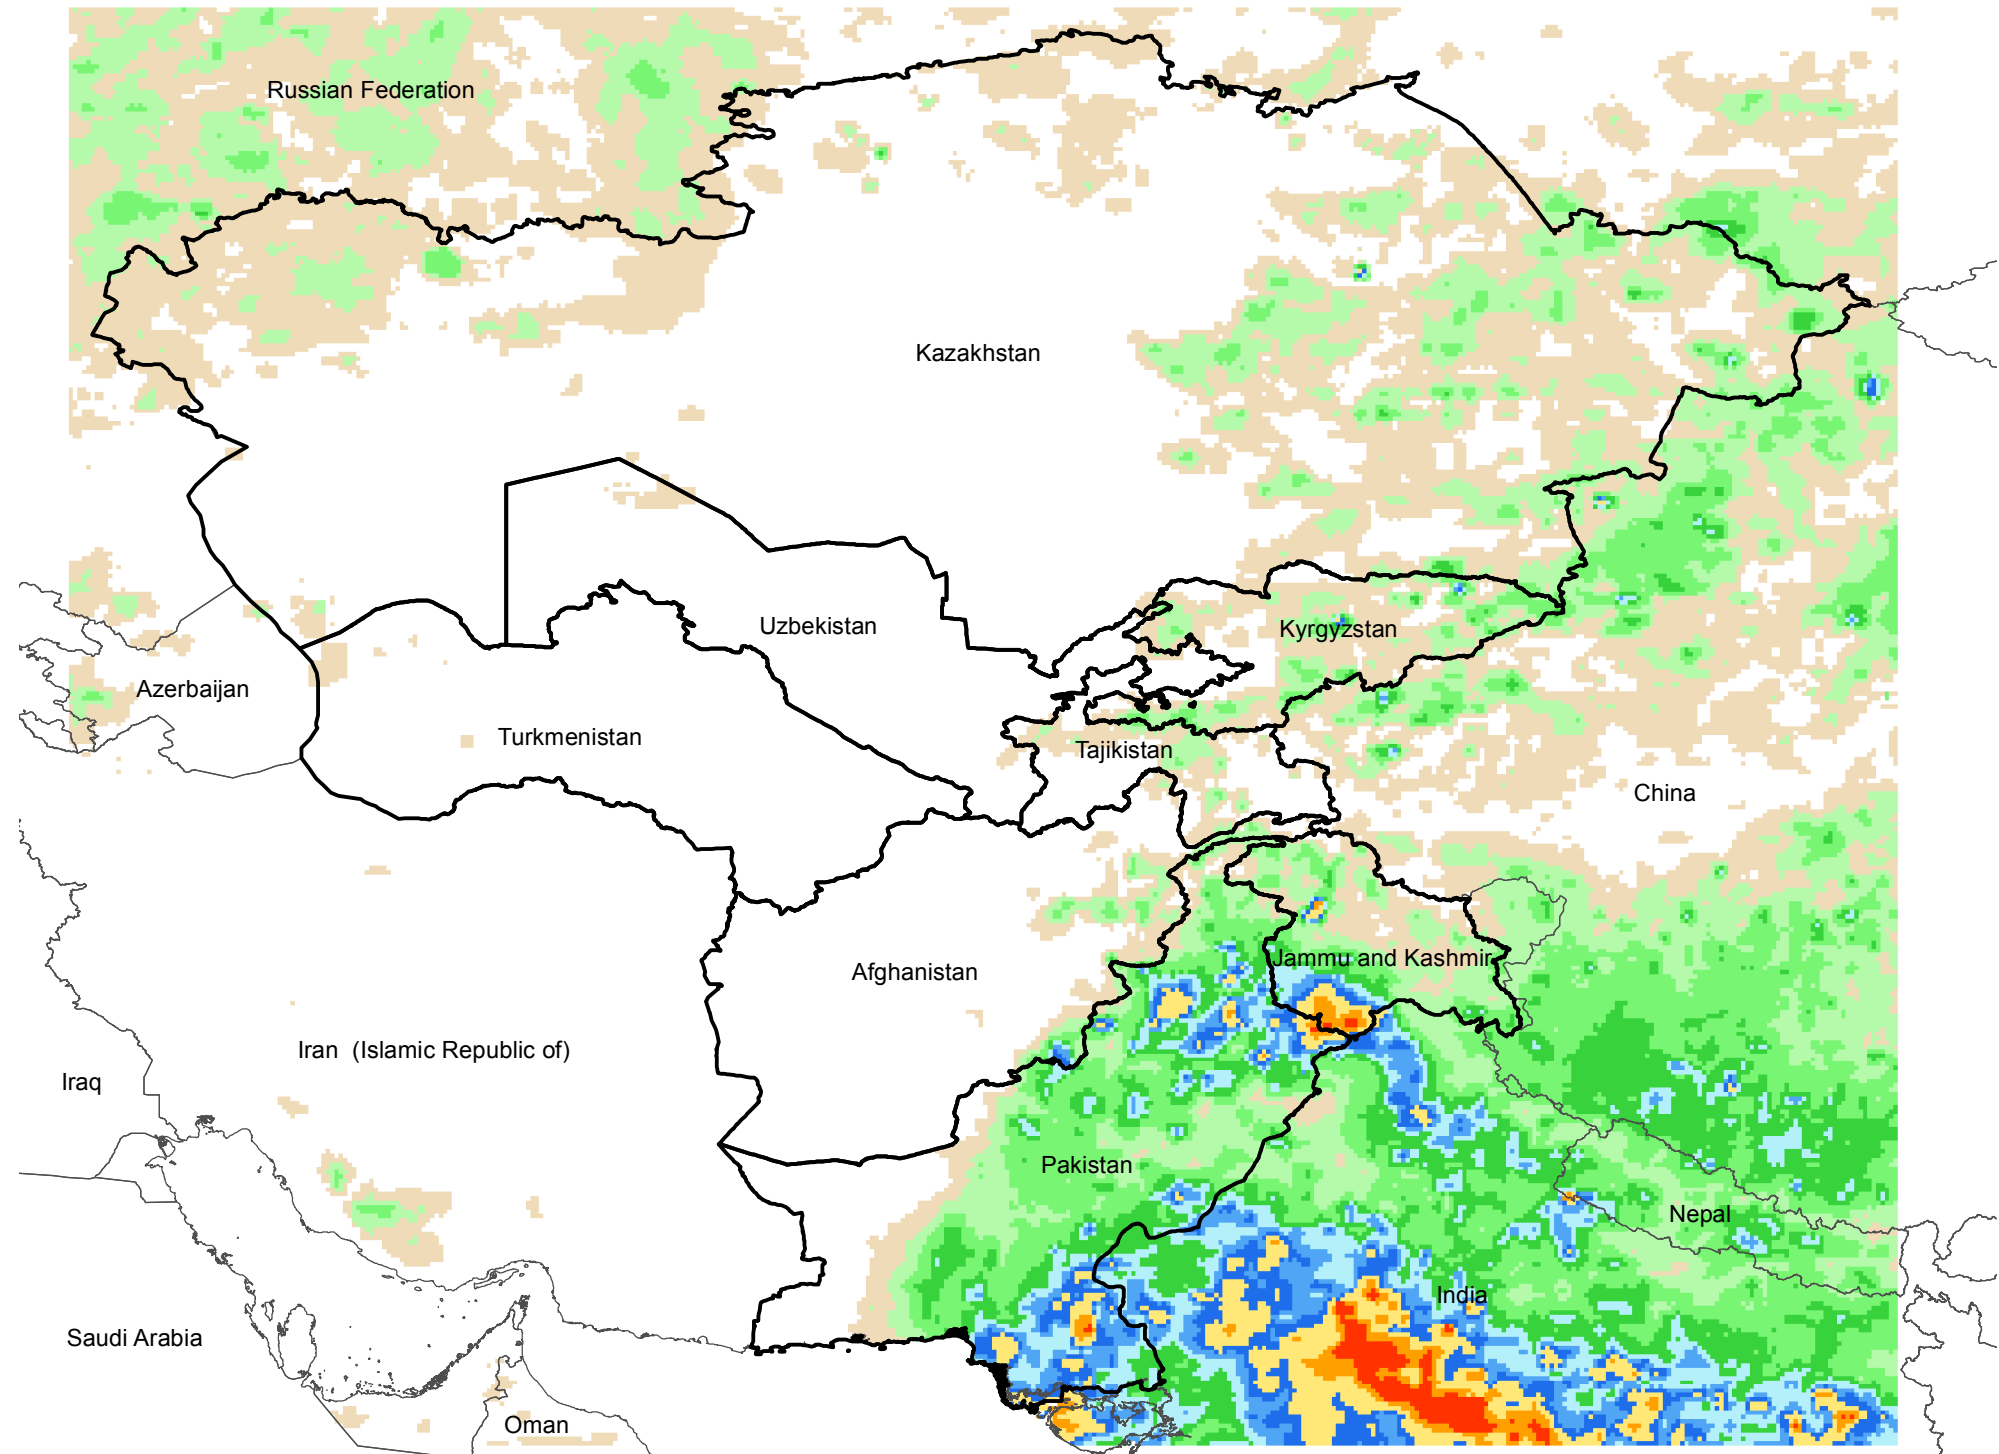 Russian Federation
Kazakhstan
Uzbekistan
Kyrgyzstan
Azerbaijan
Turkmenistan
Tajikistan
China
Jammu and Kashmir
Afghanistan
Iran (Islamic Republic of)
Iraq
Pakistan
Nepal
India
Saudi Arabia
Oman